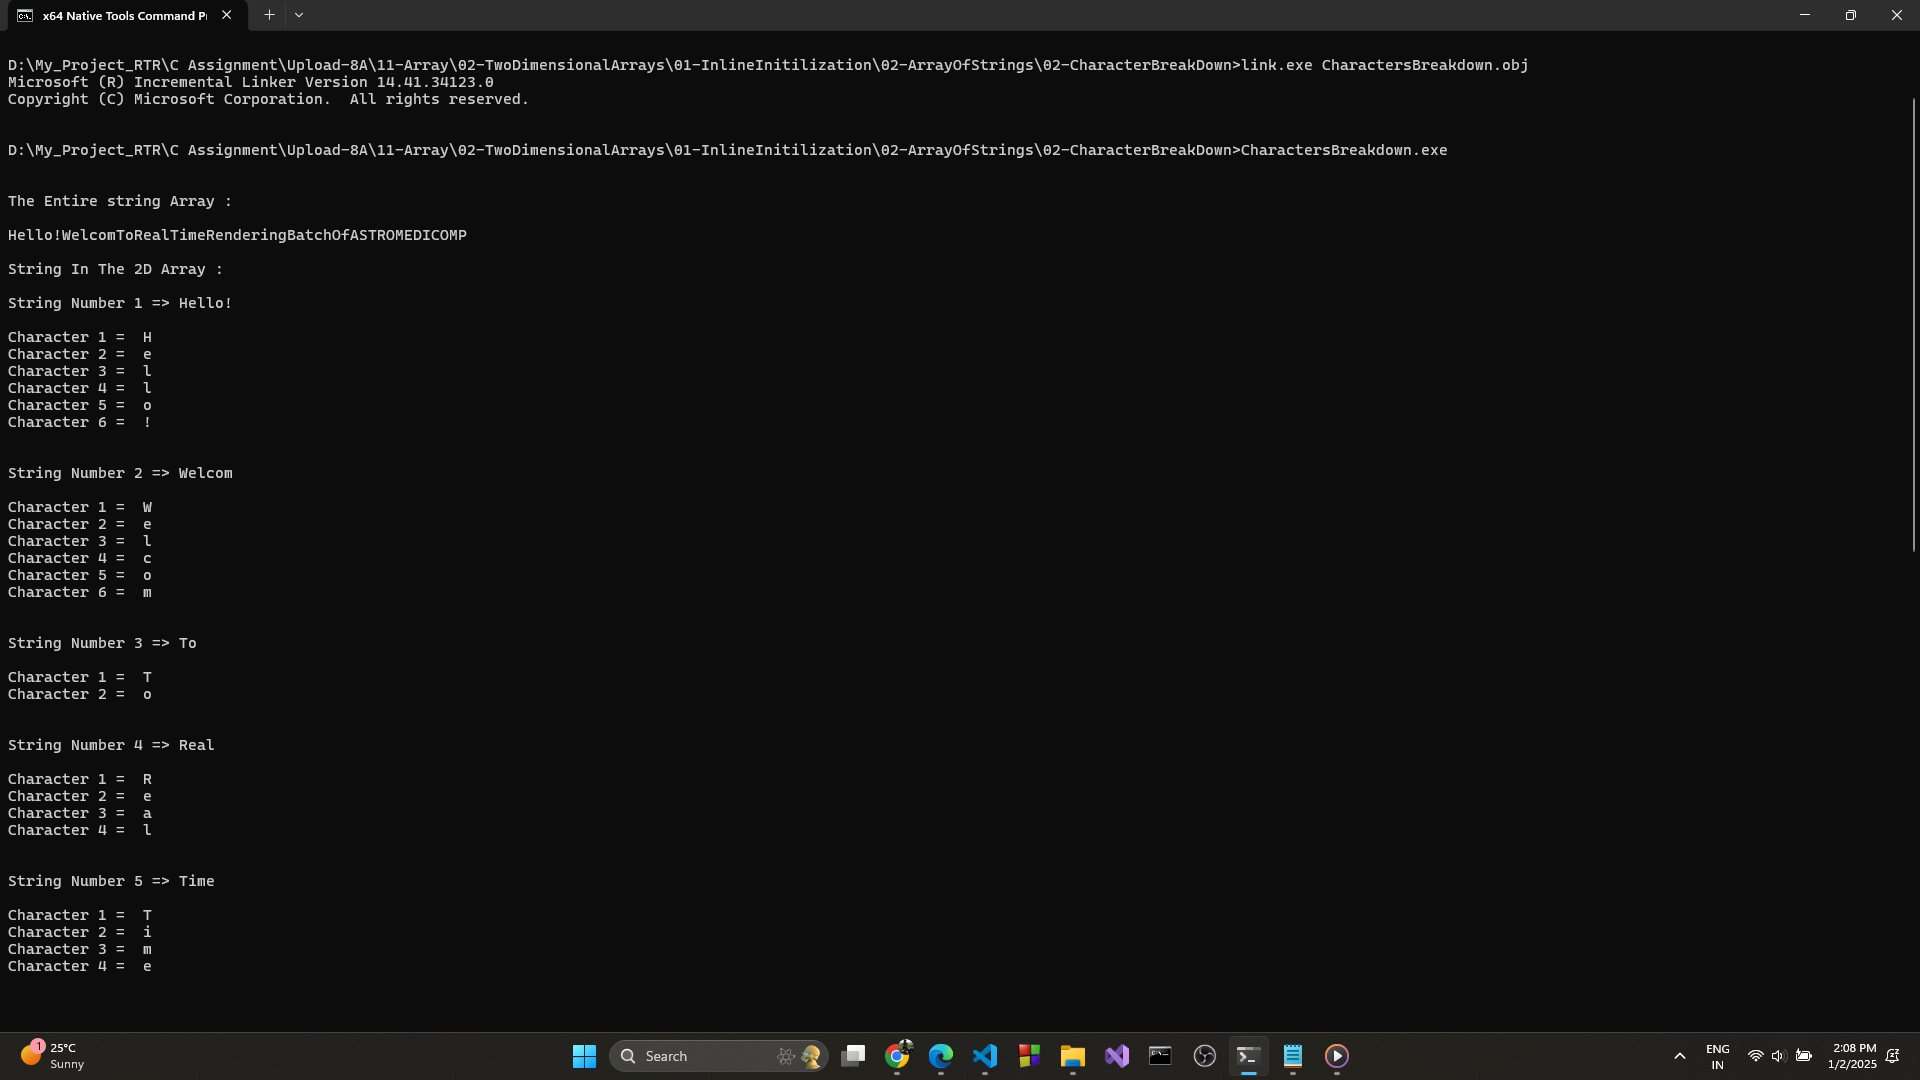 x64 Native Tools Command P
D:\My_Project_RTR\C Assignment\Upload-8A\11-Array\02-TwoDimensionalArrays\01-InlineInitilization\02-ArrayOfStrings\02-CharacterBreakDown>link.exe CharactersBreakdown.obj
Microsoft (R) Incremental Linker Version 14.41.34123.0
Copyright (C) Microsoft Corporation.  All rights reserved.
D:\My_Project_RTR\C Assignment\Upload-8A\11-Array\02-TwoDimensionalArrays\01-InlineInitilization\02-ArrayOfStrings\02-CharacterBreakDown>CharactersBreakdown.exe
The Entire string Array :
Hello!WelcomToRealTimeRenderingBatchOfASTROMEDICOMP
String In The 2D Array :
String Number 1 => Hello!
Character 1 =  H
Character 2 =  e
Character 3 =  l
Character 4 =  l
Character 5 =  o
Character 6 =  !
String Number 2 => Welcom
Character 1 =  W
Character 2 =  e
Character 3 =  l
Character 4 =  c
Character 5 =  o
Character 6 =  m
String Number 3 => To
Character 1 =  T
Character 2 =  o
String Number 4 => Real
Character 1 =  R
Character 2 =  e
Character 3 =  a
Character 4 =  l
String Number 5 => Time
Character 1 =  T
Character 2 =  i
Character 3 =  m
Character 4 =  e
1
25°C
Sunny
Search
ENG
IN
2:08 PM
1/2/2025